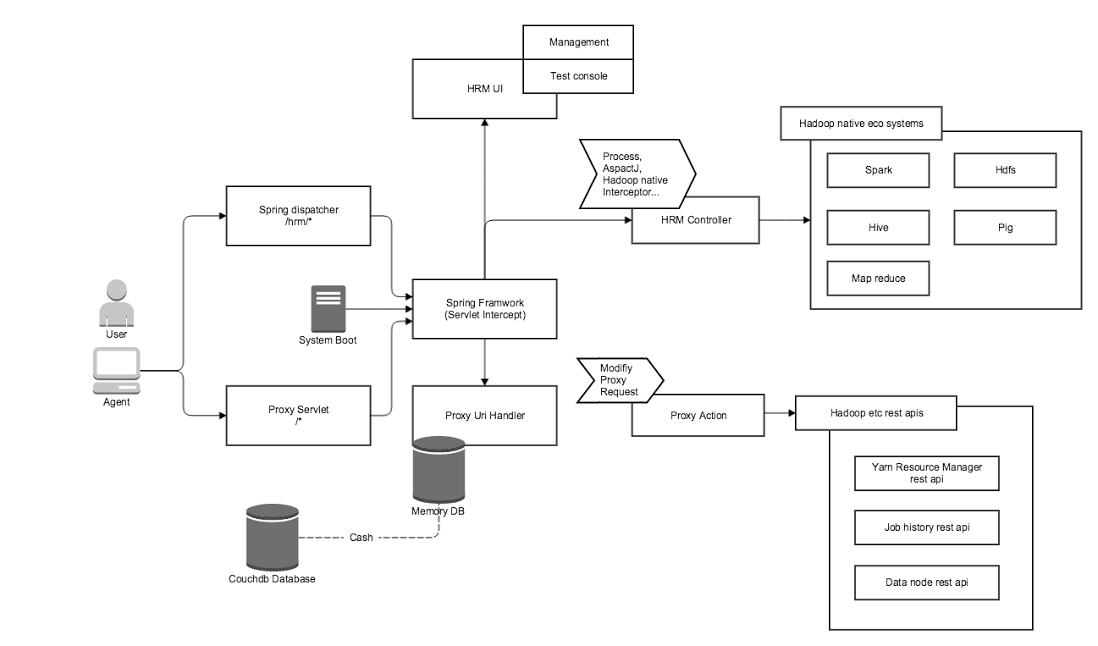 Management
Test console
HRM UI
Process,
AspactJ,
Hadoop native
Interceptor...
HRM Controller
Hadoop native eco systems
Spark
Hdfs
Hive
Pig
Map reduce
Spring dispatcher
/hrm/*
User
Agent
System Boot
Spring Framwork
(Servlet Intercept)
Proxy Servlet
/*
Proxy Uri Handler
Memory DB
Cash
Couchdb Database
Modifiy
Proxy
Request
Proxy Action
Hadoop etc rest apis
Yarn Resource Manager
rest api
Job history rest api
Data node rest api